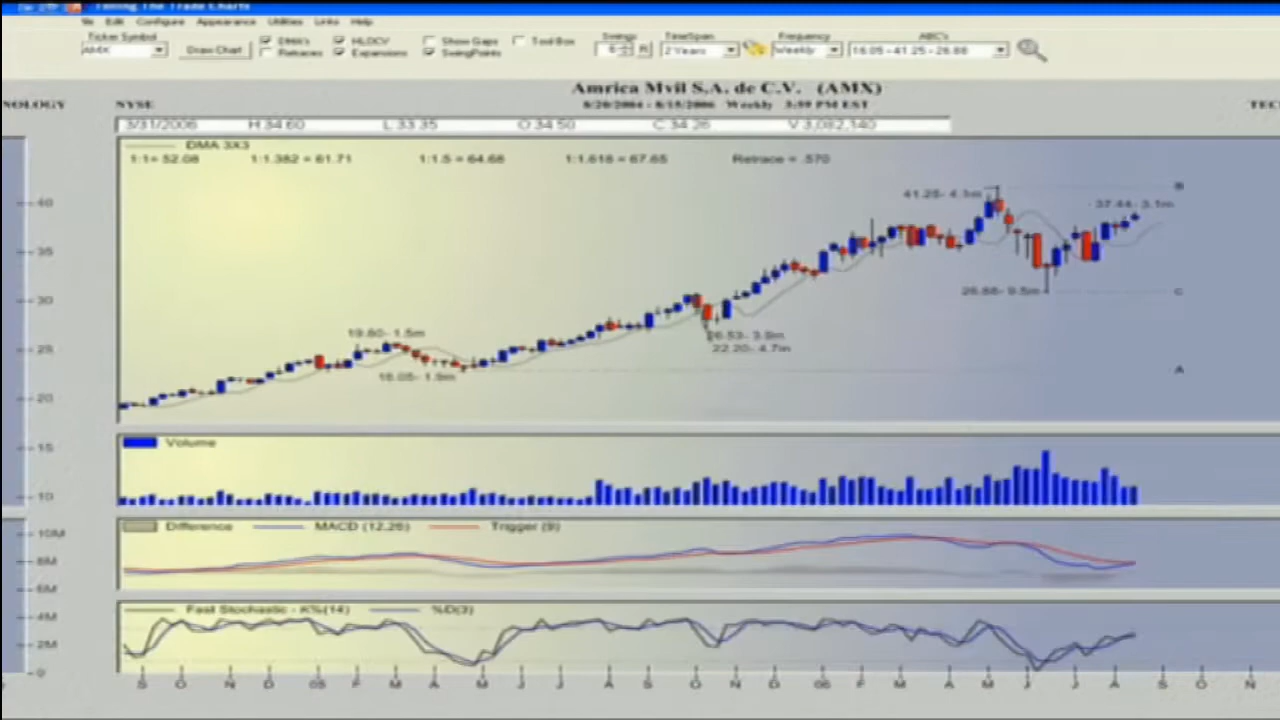 Timing The Trade Charts
Edit Configure Appearance Utilities Links Help
Ticker Symbol
AMX
Draw Chart
DMA's HLOCV Show Gaps Tool Box
Retraces Expansions SwingPoints
Swings TimeSpan Frequency ABC's
6 2 Years Weekly 16.05 - 41.25 - 26.88
Amrica Mvil S.A. de C.V. (AMX)
NOLOGY NYSE 8/20/2004 - 8/15/2006 Weekly 3:59 PM EST TEC
3/31/2006 H 34.60 L 33.35 O 34.50 C 34.26 V 3,082,140
DMA 3X3
1:1= 52.08 1:1.382 = 61.71 1:1.5 = 64.68 1:1.618 = 67.65 Retrace = .570
41.25- 4.1m B
40 37.44- 3.1m
35
30 26.88- 9.5m C
19.80- 1.5m 26.53- 3.8m
25 22.20- 4.7m
16.05- 1.9m A
20
15 Volume
10
10M Difference MACD (12,26) Trigger (9)
8M
6M
4M Fast Stochastic - K%(14) %D(3)
2M
0
S O N D 05 F M A M J J A S O N D 06 F M A M J J A S O N